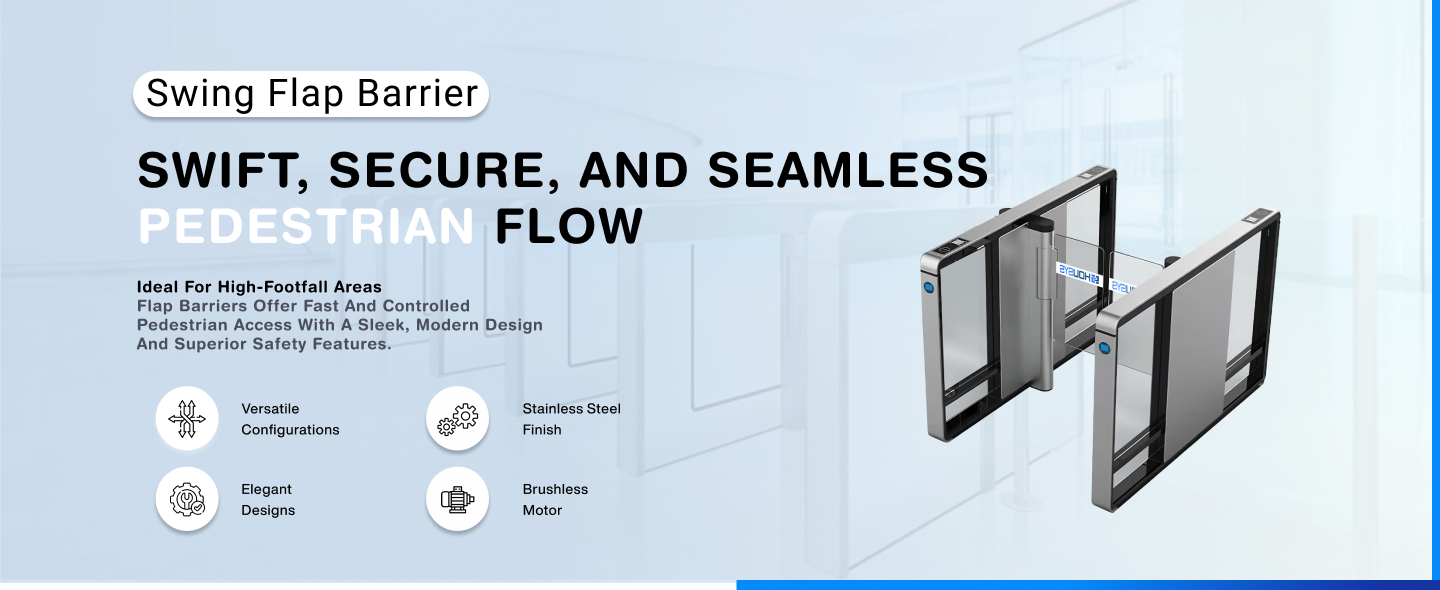 Swing Flap Barrier
SWIFT, SECURE, AND SEAMLESS
PEDESTRIAN FLOW
Ideal For High-Footfall Areas
Flap Barriers Offer Fast And Controlled
Pedestrian Access With A Sleek, Modern Design
And Superior Safety Features.
Versatile
Configurations
Stainless Steel
Finish
Elegant
Designs
Brushless
Motor
HOUSYS